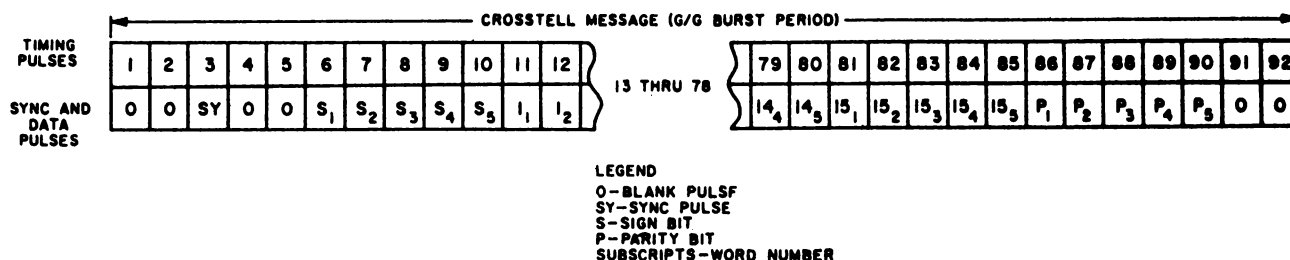 CROSSTELL MESSAGE (G/G BURST PERIOD)
TIMING PULSES 1 2 3 4 5 6 7 8 9 10 11 12 13 THRU 78 79 80 81 82 83 84 85 86 87 88 89 90 91 92
SYNC AND DATA PULSES 0 0 SY 0 0 S₁ S₂ S₃ S₄ S₅ 1₁ 1₂ 14₄ 14₅ 15₁ 15₂ 15₃ 15₄ 15₅ P₁ P₂ P₃ P₄ P₅ 0 0
LEGEND
0-BLANK PULSF
SY-SYNC PULSE
S-SIGN BIT
P-PARITY BIT
SUBSCRIPTS-WORD NUMBER